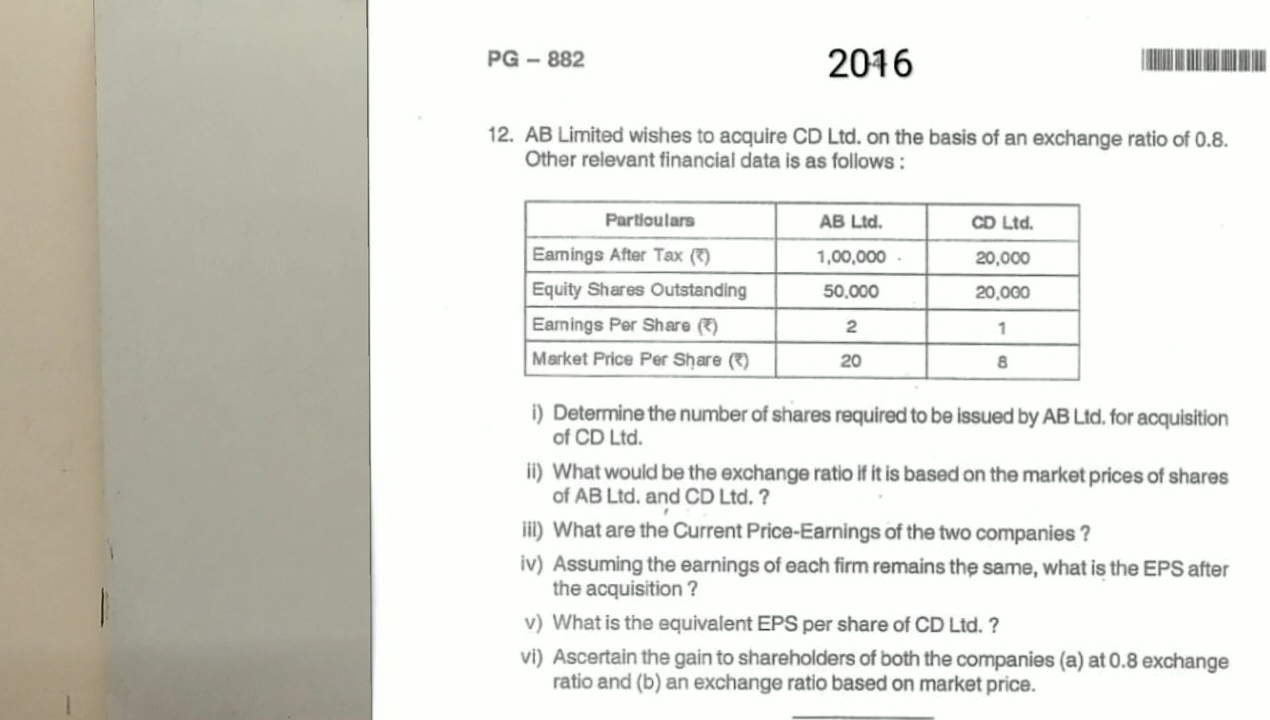 PG – 882
2016
12. AB Limited wishes to acquire CD Ltd. on the basis of an exchange ratio of 0.8.
Other relevant financial data is as follows :
Particulars AB Ltd. CD Ltd.
Earnings After Tax (₹) 1,00,000 20,000
Equity Shares Outstanding 50,000 20,000
Earnings Per Share (₹) 2 1
Market Price Per Share (₹) 20 8
i) Determine the number of shares required to be issued by AB Ltd. for acquisition
of CD Ltd.
ii) What would be the exchange ratio if it is based on the market prices of shares
of AB Ltd. and CD Ltd. ?
iii) What are the Current Price-Earnings of the two companies ?
iv) Assuming the earnings of each firm remains the same, what is the EPS after
the acquisition ?
v) What is the equivalent EPS per share of CD Ltd. ?
vi) Ascertain the gain to shareholders of both the companies (a) at 0.8 exchange
ratio and (b) an exchange ratio based on market price.